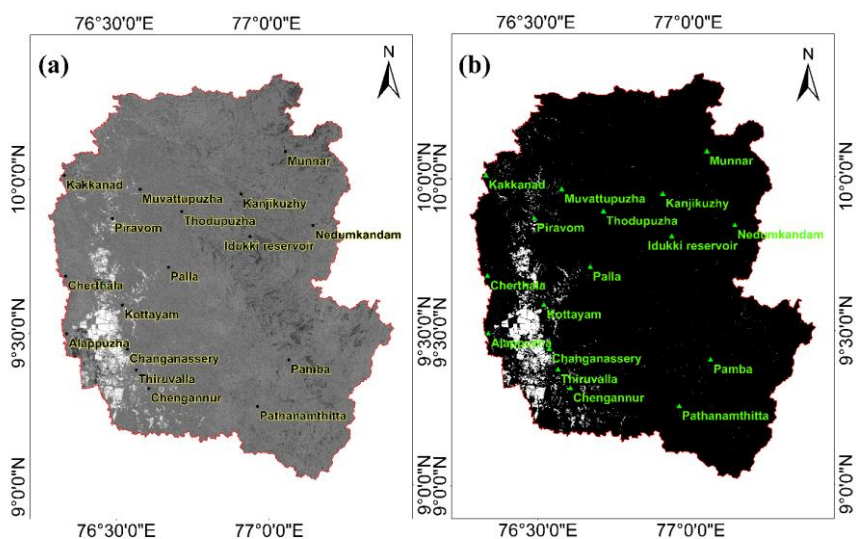 76°30'0"E
77°0'0"E
(a)
N
10°0'0"N
9°30'0"N
9°0'0"N
Munnar
Kakkanad
Muvattupuzha
Kanjikuzhy
Piravom
Thodupuzha
Nedumkandam
Idukki reservoir
Palla
Cherthala
Kottayam
Alappuzha
Changanassery
Thiruvalla
Pamba
Chengannur
Pathanamthitta
76°30'0"E
77°0'0"E
76°30'0"E
77°0'0"E
(b)
N
10°0'0"N
9°30'0"N
9°0'0"N
Munnar
Kakkanad
Muvattupuzha
Kanjikuzhy
Piravom
Thodupuzha
Nedumkandam
Idukki reservoir
Palla
Cherthala
Kottayam
Alappuzha
Changanassery
Thiruvalla
Pamba
Chengannur
Pathanamthitta
76°30'0"E
77°0'0"E